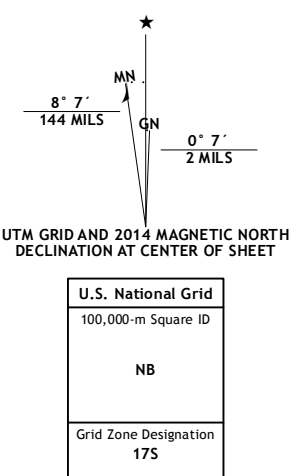 ★
MN
GN
8° 7´
144 MILS
0° 7´
2 MILS
UTM GRID AND 2014 MAGNETIC NORTH
DECLINATION AT CENTER OF SHEET
U.S. National Grid
100,000-m Square ID
NB
Grid Zone Designation
17S